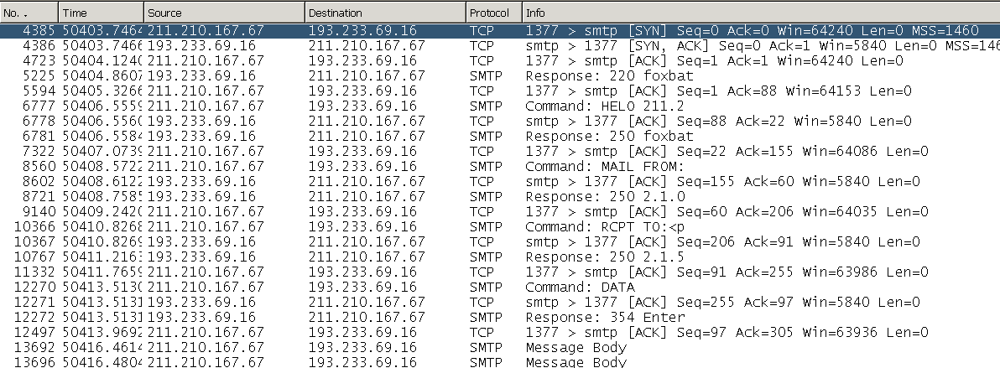 No. . Time Source Destination Protocol Info
4385 50403.7464 211.210.167.67 193.233.69.16 TCP 1377 > smtp [SYN] Seq=0 Ack=0 Win=64240 Len=0 MSS=1460
4386 50403.7466 193.233.69.16 211.210.167.67 TCP smtp > 1377 [SYN, ACK] Seq=0 Ack=1 Win=5840 Len=0 MSS=146
4723 50404.1240 211.210.167.67 193.233.69.16 TCP 1377 > smtp [ACK] Seq=1 Ack=1 Win=64240 Len=0
5225 50404.8607 193.233.69.16 211.210.167.67 SMTP Response: 220 foxbat
5594 50405.3266 211.210.167.67 193.233.69.16 TCP 1377 > smtp [ACK] Seq=1 Ack=88 Win=64153 Len=0
6777 50406.5559 211.210.167.67 193.233.69.16 SMTP Command: HELO 211.2
6778 50406.5560 193.233.69.16 211.210.167.67 TCP smtp > 1377 [ACK] Seq=88 Ack=22 Win=5840 Len=0
6781 50406.5584 193.233.69.16 211.210.167.67 SMTP Response: 250 foxbat
7322 50407.0739 211.210.167.67 193.233.69.16 TCP 1377 > smtp [ACK] Seq=22 Ack=155 Win=64086 Len=0
8560 50408.5722 211.210.167.67 193.233.69.16 SMTP Command: MAIL FROM:
8602 50408.6122 193.233.69.16 211.210.167.67 TCP smtp > 1377 [ACK] Seq=155 Ack=60 Win=5840 Len=0
8721 50408.7585 193.233.69.16 211.210.167.67 SMTP Response: 250 2.1.0
9140 50409.2420 211.210.167.67 193.233.69.16 TCP 1377 > smtp [ACK] Seq=60 Ack=206 Win=64035 Len=0
10366 50410.8268 211.210.167.67 193.233.69.16 SMTP Command: RCPT TO:<p
10367 50410.8269 193.233.69.16 211.210.167.67 TCP smtp > 1377 [ACK] Seq=206 Ack=91 Win=5840 Len=0
10767 50411.2163 193.233.69.16 211.210.167.67 SMTP Response: 250 2.1.5
11332 50411.7659 211.210.167.67 193.233.69.16 TCP 1377 > smtp [ACK] Seq=91 Ack=255 Win=63986 Len=0
12270 50413.5130 211.210.167.67 193.233.69.16 SMTP Command: DATA
12271 50413.5131 193.233.69.16 211.210.167.67 TCP smtp > 1377 [ACK] Seq=255 Ack=97 Win=5840 Len=0
12272 50413.5131 193.233.69.16 211.210.167.67 SMTP Response: 354 Enter
12497 50413.9692 211.210.167.67 193.233.69.16 TCP 1377 > smtp [ACK] Seq=97 Ack=305 Win=63936 Len=0
13692 50416.4614 211.210.167.67 193.233.69.16 SMTP Message Body
13696 50416.4804 211.210.167.67 193.233.69.16 SMTP Message Body